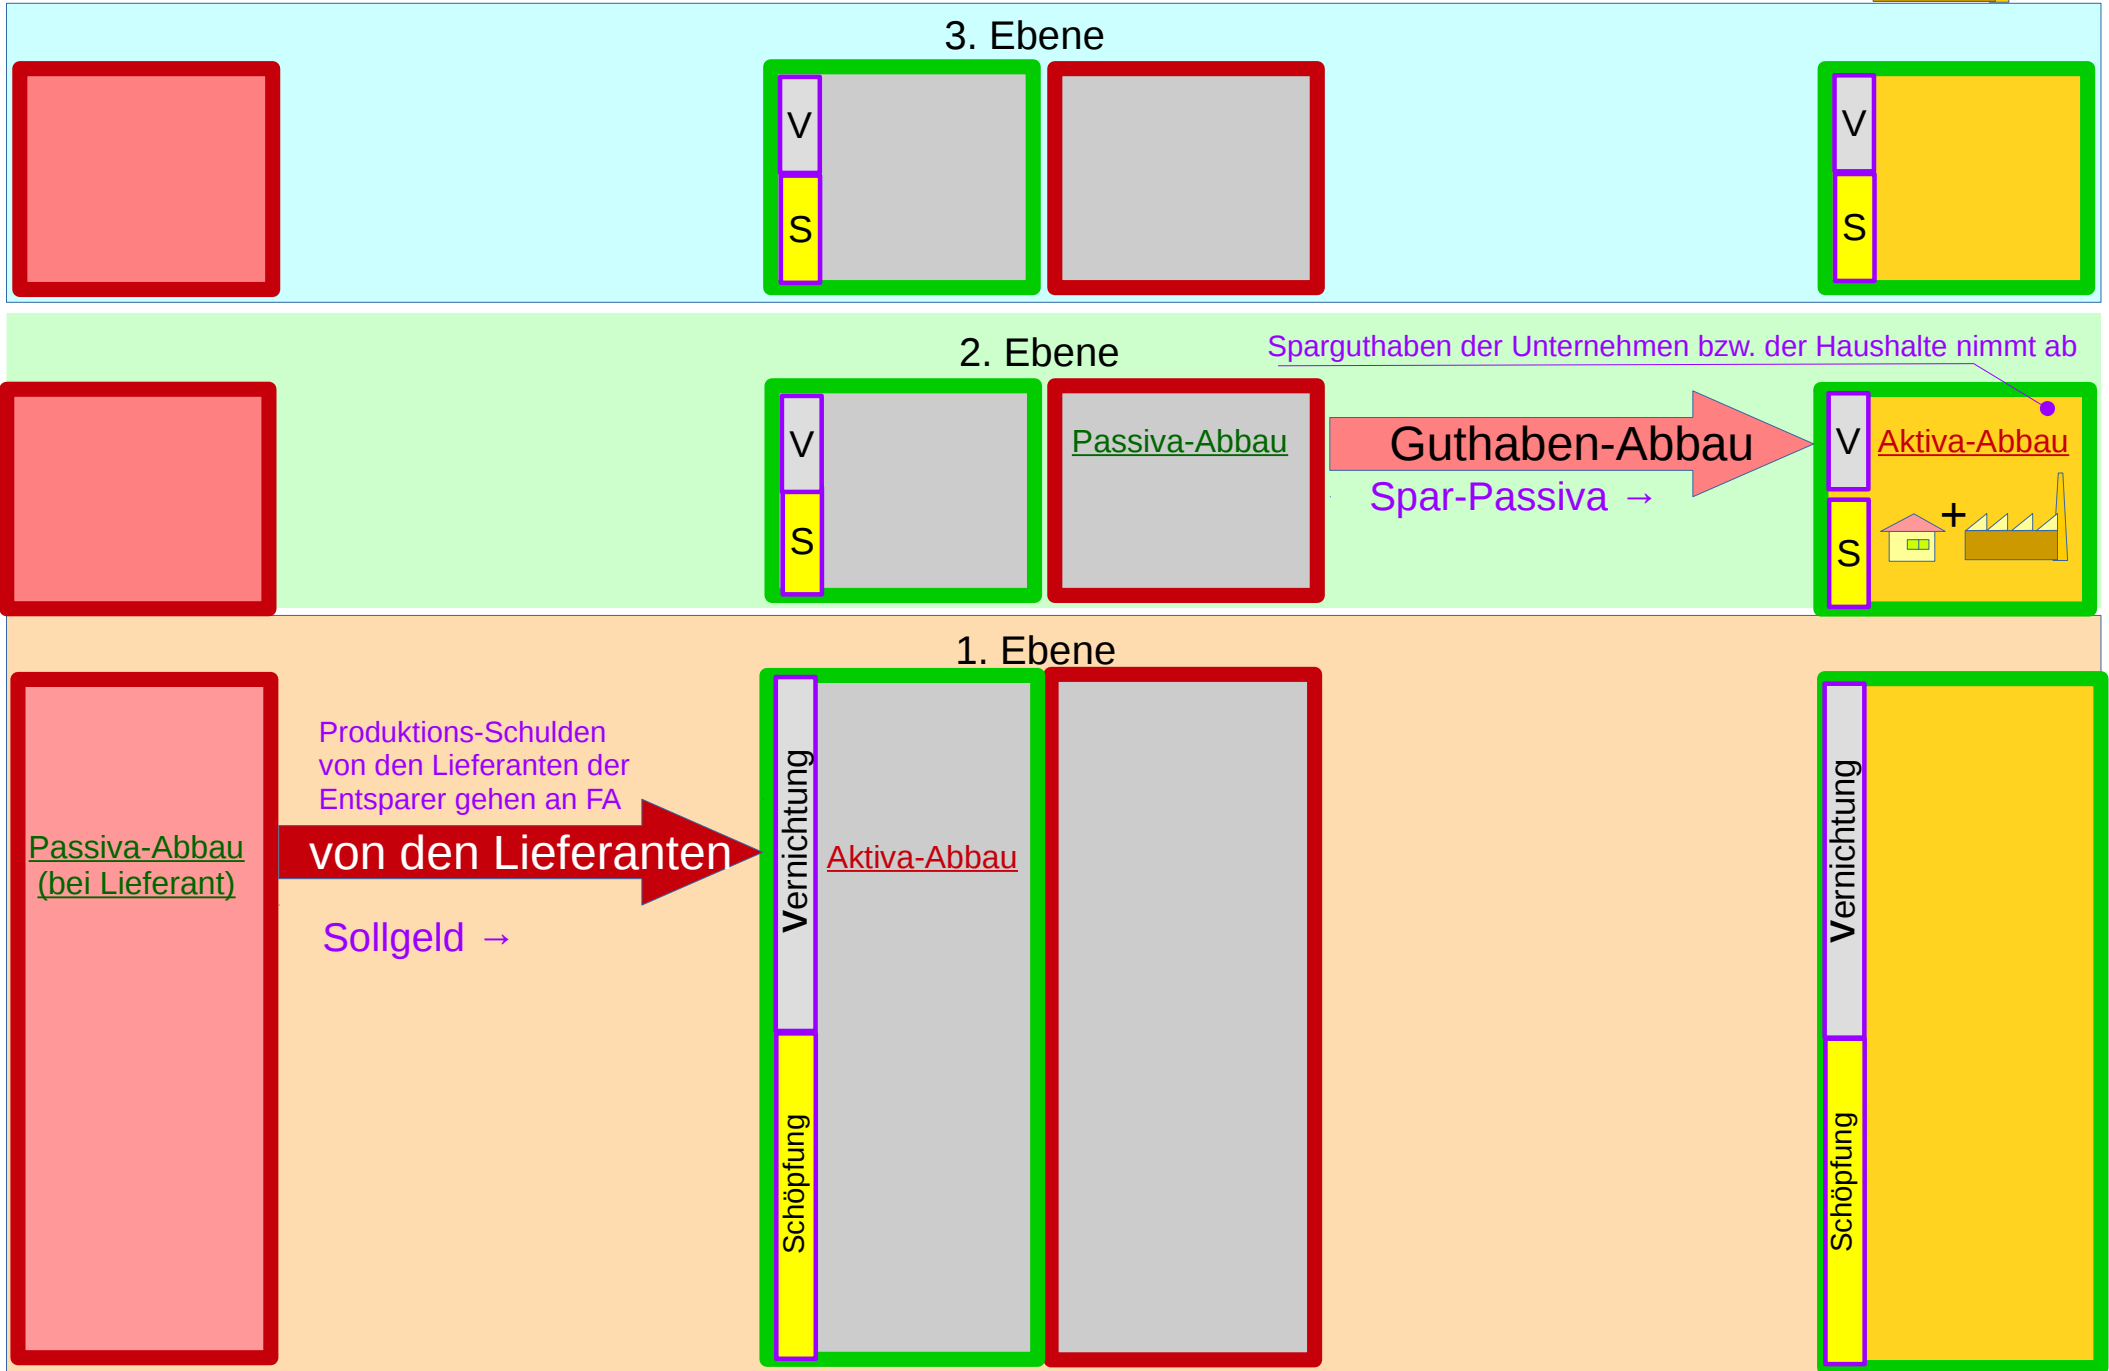 3. Ebene
V
S
V
S
2. Ebene
Sparguthaben der Unternehmen bzw. der Haushalte nimmt ab
V
S
Passiva-Abbau
Guthaben-Abbau
Spar-Passiva →
V
S
Aktiva-Abbau
+
1. Ebene
Passiva-Abbau
(bei Lieferant)
Produktions-Schulden
von den Lieferanten der
Entsparer gehen an FA
von den Lieferanten
Sollgeld →
Vernichtung
Schöpfung
Aktiva-Abbau
Vernichtung
Schöpfung